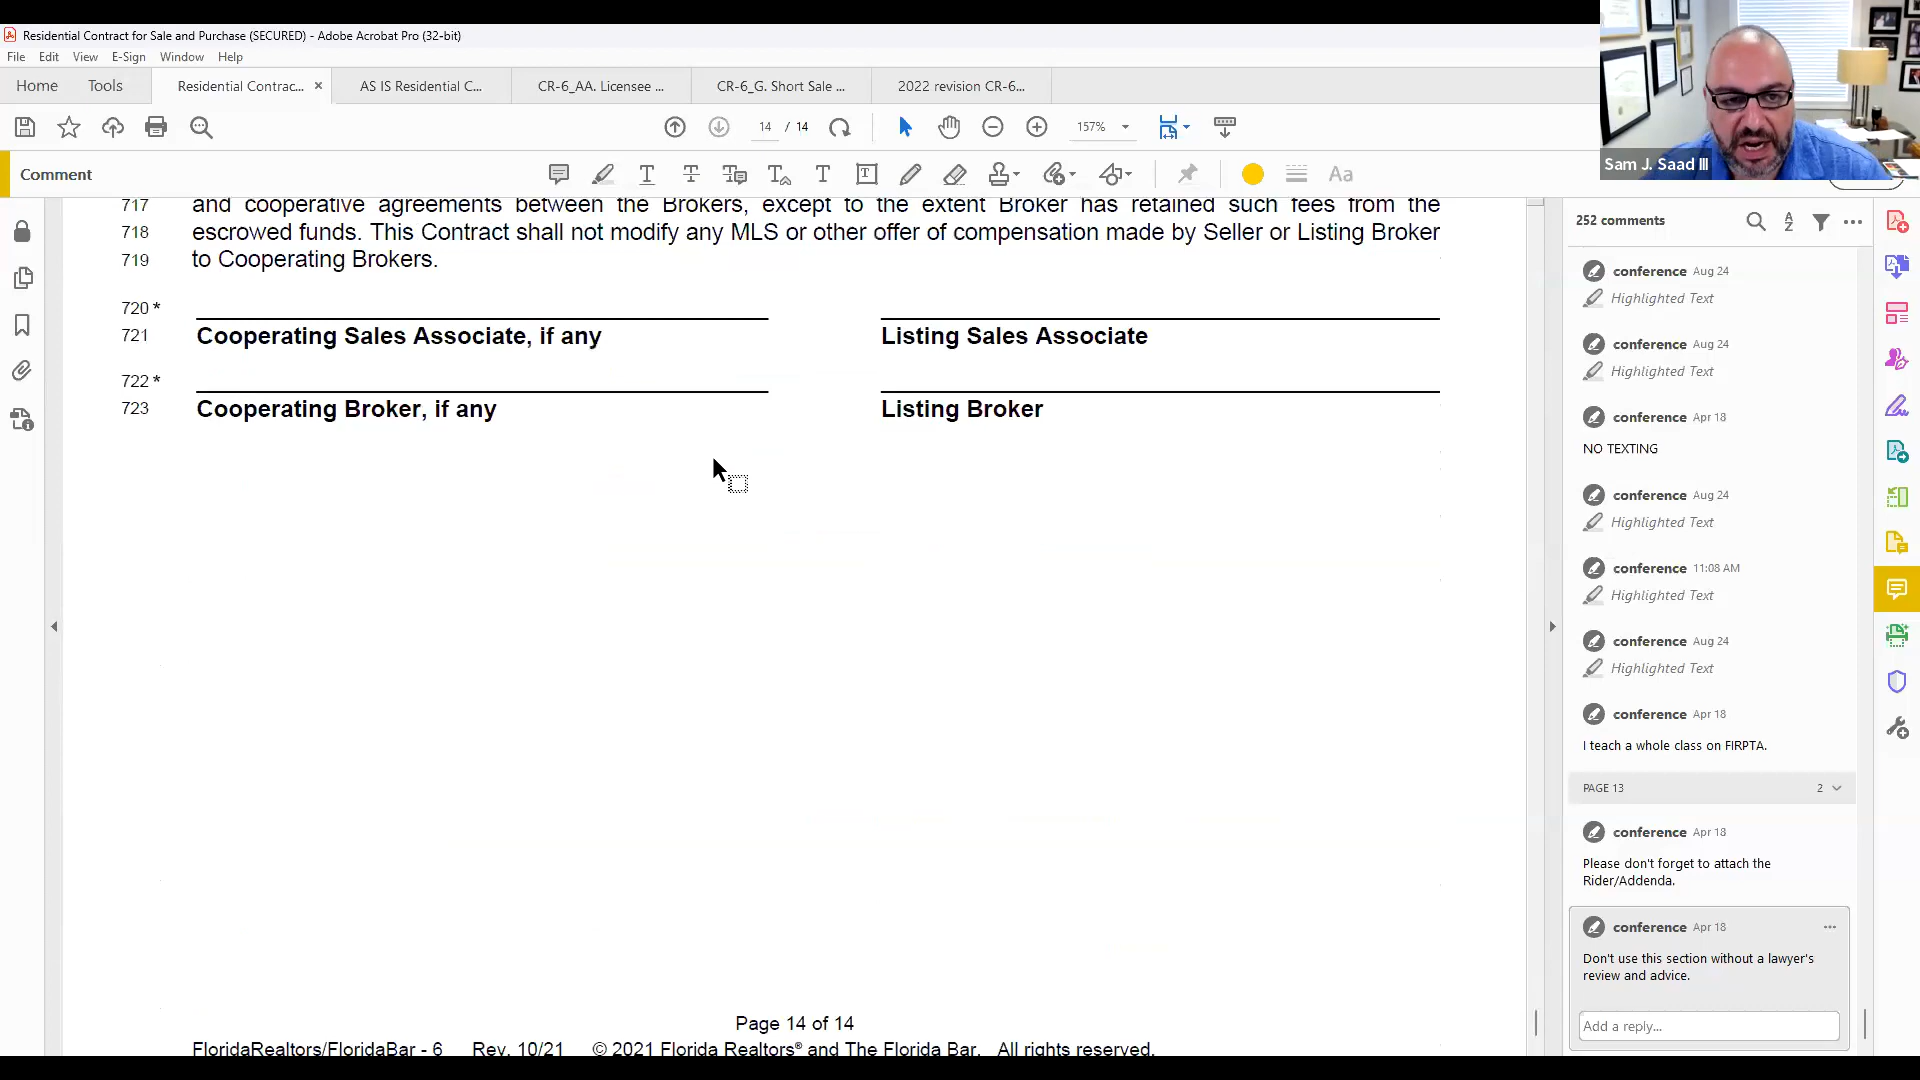 Residential Contract for Sale and Purchase (SECURED) - Adobe Acrobat Pro (32-bit)
File Edit View E-Sign Window Help
Home Tools Residential Contrac... × AS IS Residential C... CR-6_AA. Licensee ... CR-6_G. Short Sale ... 2022 revision CR-6...
14 / 14 157%
Sam J. Saad III
Comment
717 and cooperative agreements between the Brokers, except to the extent Broker has retained such fees from the
718 escrowed funds. This Contract shall not modify any MLS or other offer of compensation made by Seller or Listing Broker
719 to Cooperating Brokers.
720 *
721 Cooperating Sales Associate, if any Listing Sales Associate
722 *
723 Cooperating Broker, if any Listing Broker
Page 14 of 14
FloridaRealtors/FloridaBar - 6 Rev. 10/21 © 2021 Florida Realtors® and The Florida Bar. All rights reserved.
252 comments
conference Aug 24
Highlighted Text
conference Aug 24
Highlighted Text
conference Apr 18
NO TEXTING
conference Aug 24
Highlighted Text
conference 11:08 AM
Highlighted Text
conference Aug 24
Highlighted Text
conference Apr 18
I teach a whole class on FIRPTA.
PAGE 13 2
conference Apr 18
Please don't forget to attach the
Rider/Addenda.
conference Apr 18
Don't use this section without a lawyer's
review and advice.
Add a reply...